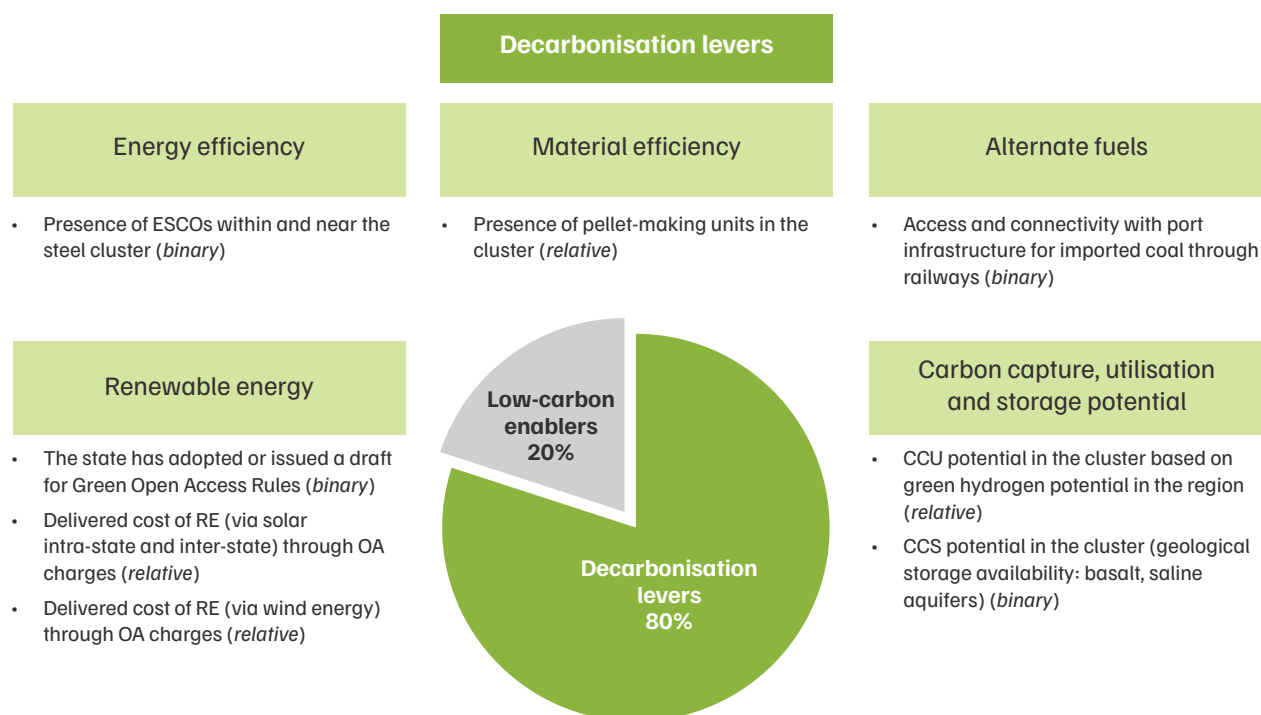 Decarbonisation levers
Energy efficiency
• Presence of ESCOs within and near the
steel cluster (binary)
Material efficiency
• Presence of pellet-making units in the
cluster (relative)
Alternate fuels
• Access and connectivity with port
infrastructure for imported coal through
railways (binary)
Renewable energy
• The state has adopted or issued a draft
for Green Open Access Rules (binary)
• Delivered cost of RE (via solar
intra-state and inter-state) through OA
charges (relative)
• Delivered cost of RE (via wind energy)
through OA charges (relative)
Low-carbon
enablers
20%
Decarbonisation
levers
80%
Carbon capture, utilisation
and storage potential
• CCU potential in the cluster based on
green hydrogen potential in the region
(relative)
• CCS potential in the cluster (geological
storage availability: basalt, saline
aquifers) (binary)